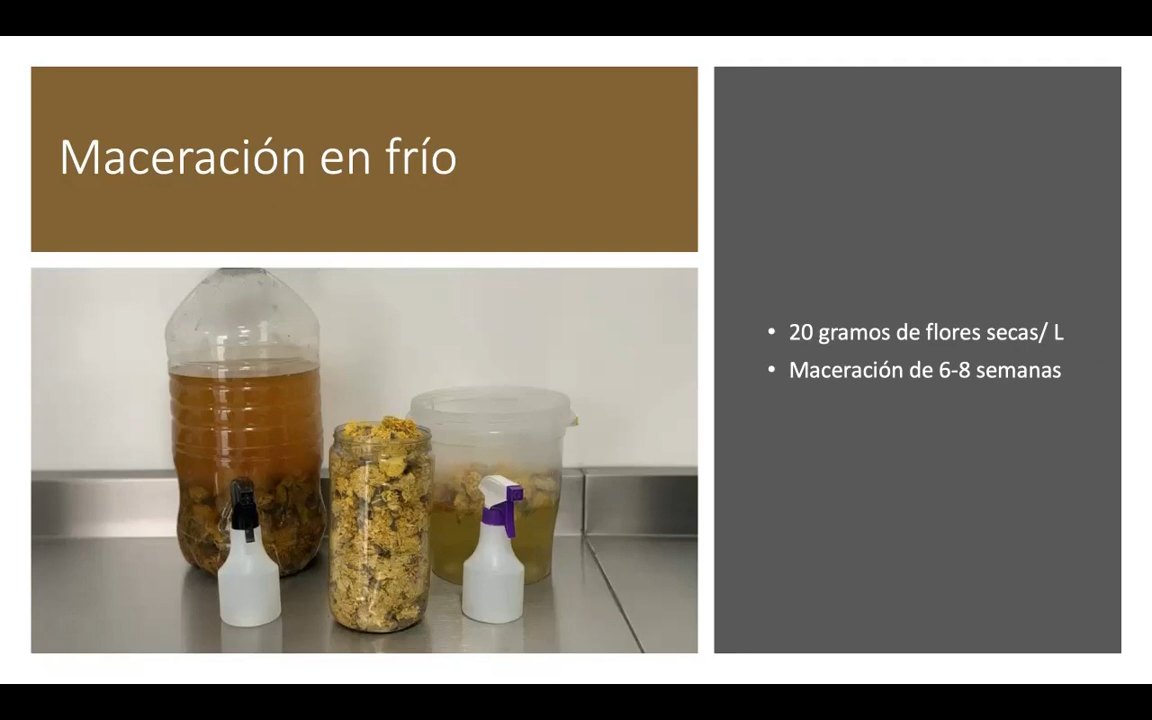 Maceración en frío
• 20 gramos de flores secas/ L
• Maceración de 6-8 semanas